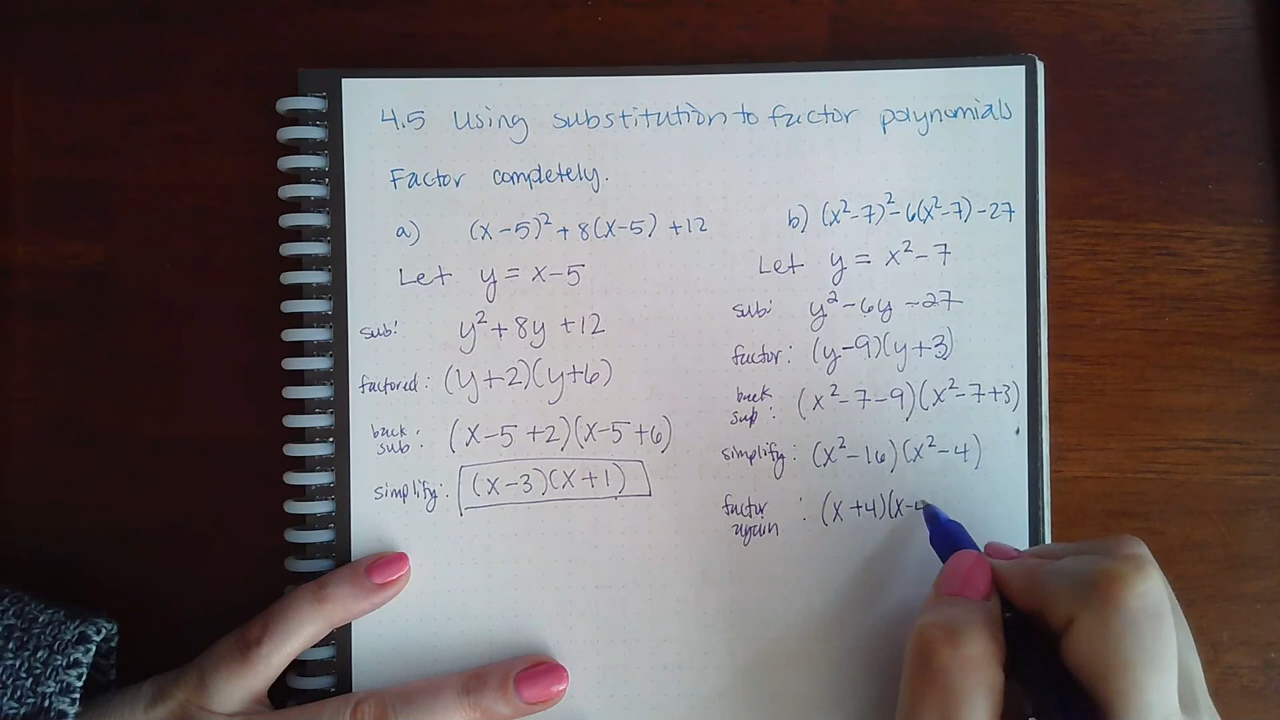 4.5 Using substitution to factor polynomials
Factor completely.
a) (x-5)²+8(x-5)+12
Let y = x-5
sub: y²+8y+12
factored: (y+2)(y+6)
back sub: (x-5+2)(x-5+6)
simplify: (x-3)(x+1)
b) (x²-7)²-6(x²-7)-27
Let y = x²-7
sub: y²-6y-27
factor: (y-9)(y+3)
back sub: (x²-7-9)(x²-7+3)
simplify: (x²-16)(x²-4)
factor again: (x+4)(x-4